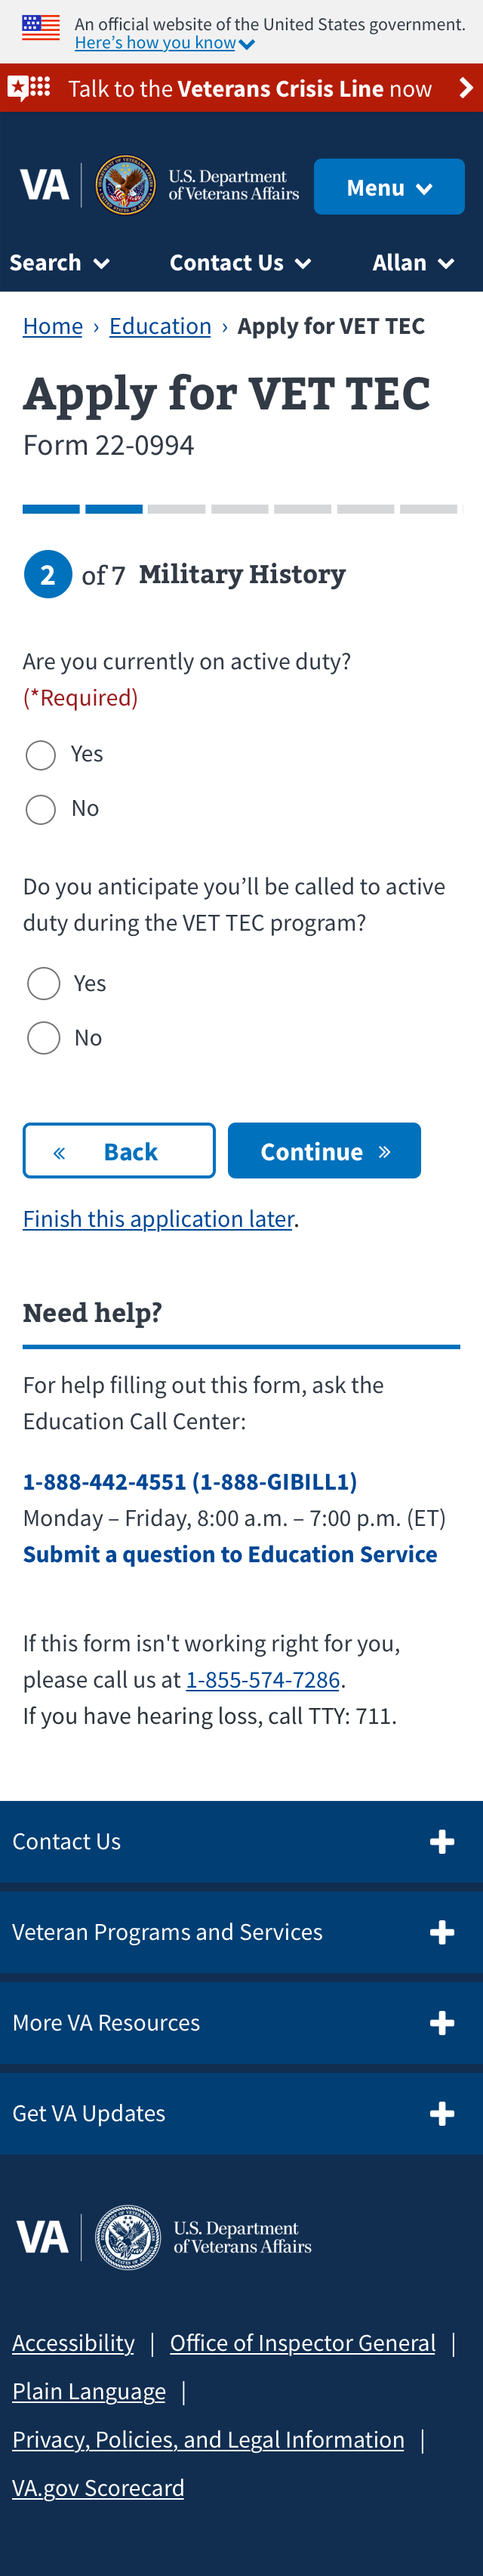 An official website of the United States government.
Here's how you know
Talk to the Veterans Crisis Line now
VA
U.S. Department
of Veterans Affairs
Menu
Search
Contact Us
Allan
Home › Education › Apply for VET TEC
Apply for VET TEC
Form 22-0994
2 of 7 Military History
Are you currently on active duty?
(*Required)
Yes
No
Do you anticipate you’ll be called to active
duty during the VET TEC program?
Yes
No
« Back
Continue »
Finish this application later.
Need help?
For help filling out this form, ask the
Education Call Center:
1-888-442-4551 (1-888-GIBILL1)
Monday – Friday, 8:00 a.m. – 7:00 p.m. (ET)
Submit a question to Education Service
If this form isn't working right for you,
please call us at 1-855-574-7286.
If you have hearing loss, call TTY: 711.
Contact Us
Veteran Programs and Services
More VA Resources
Get VA Updates
VA
U.S. Department
of Veterans Affairs
Accessibility | Office of Inspector General |
Plain Language |
Privacy, Policies, and Legal Information |
VA.gov Scorecard